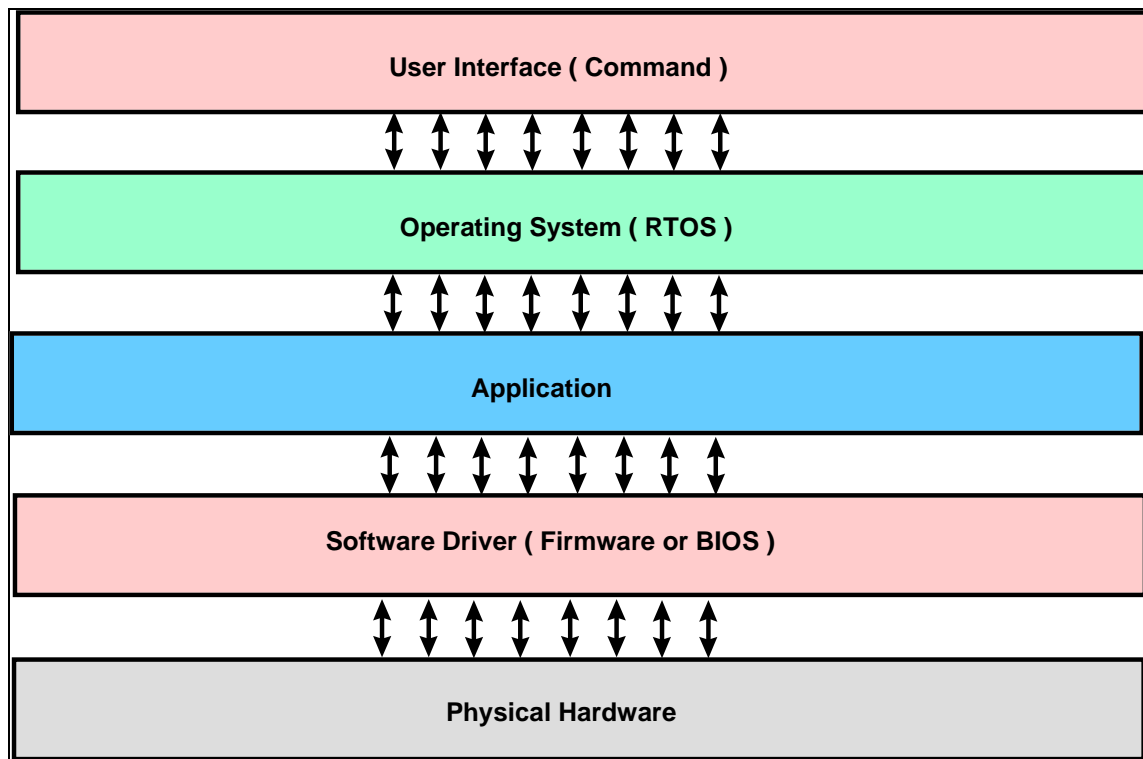 User Interface ( Command )
Operating System ( RTOS )
Application
Software Driver ( Firmware or BIOS )
Physical Hardware